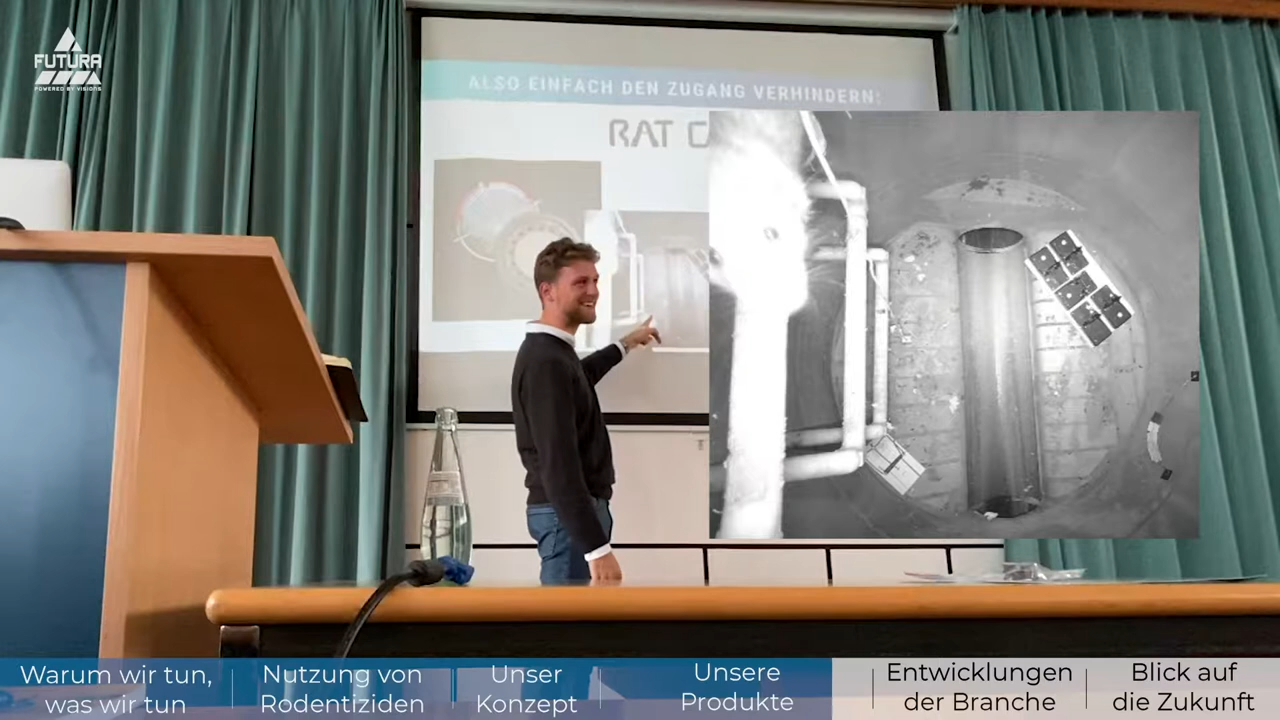 FUTURA
POWERED BY VISIONS
ALSO EINFACH DEN ZUGANG VERHINDERN:
RAT C
Warum wir tun,
was wir tun
Nutzung von
Rodentiziden
Unser
Konzept
Unsere
Produkte
Entwicklungen
der Branche
Blick auf
die Zukunft